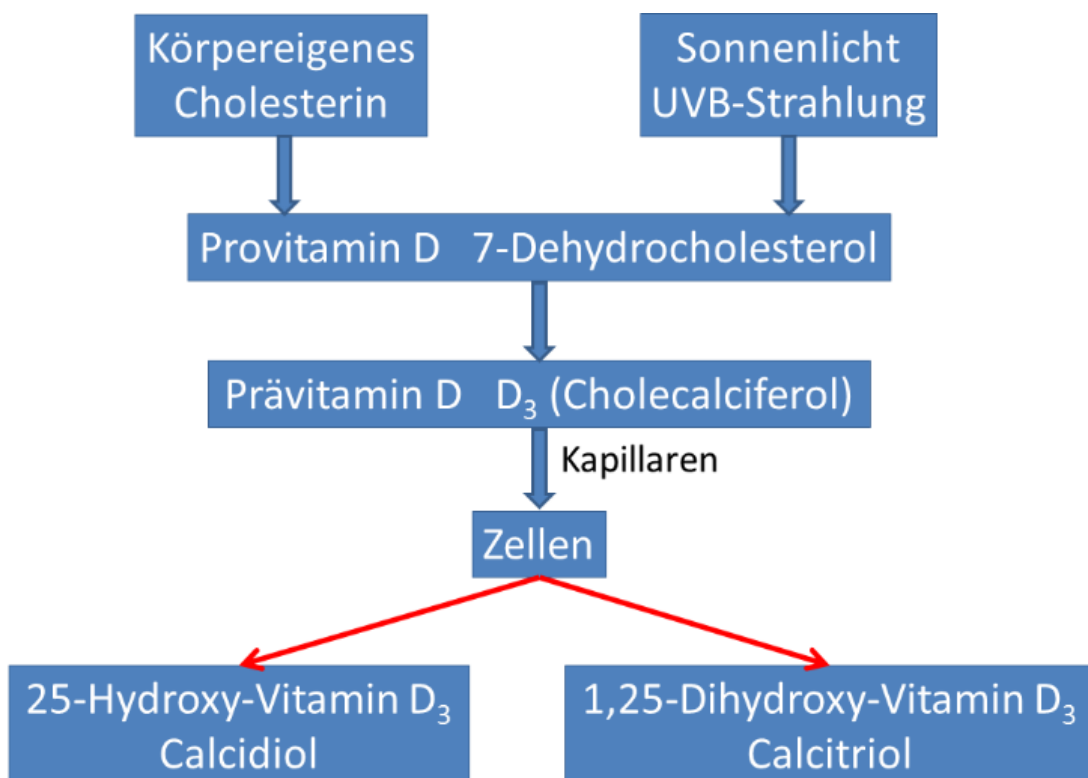 Körpereigenes
Cholesterin
Sonnenlicht
UVB-Strahlung
Provitamin D 7-Dehydrocholesterol
Prävitamin D D₃ (Cholecalciferol)
Kapillaren
Zellen
25-Hydroxy-Vitamin D₃
Calcidiol
1,25-Dihydroxy-Vitamin D₃
Calcitriol